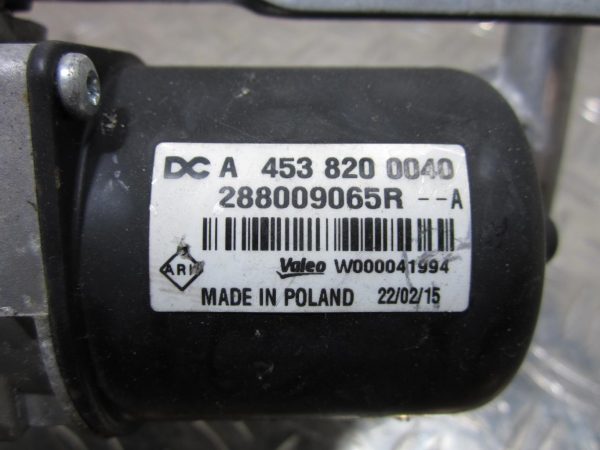 DC A 453 820 0040
288009065R --A
Valeo W000041994
MADE IN POLAND 22/02/15